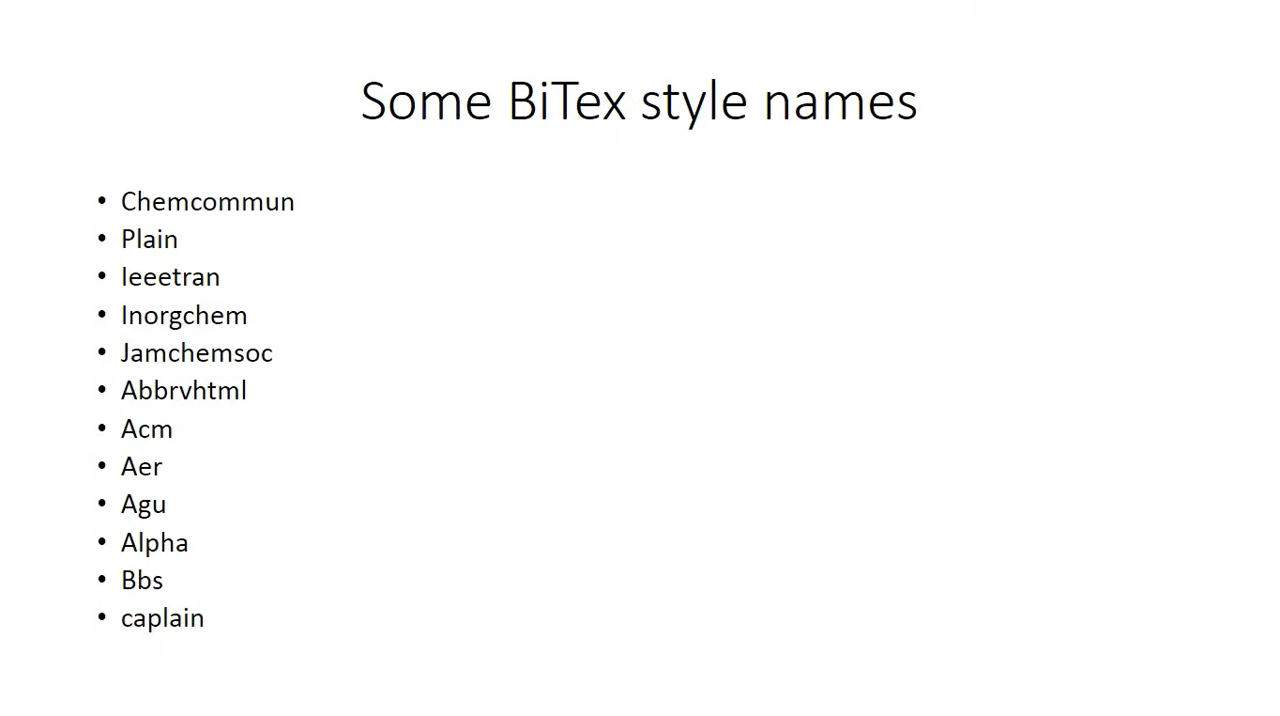 Some BiTex style names
• Chemcommun
• Plain
• Ieeetran
• Inorgchem
• Jamchemsoc
• Abbrvhtml
• Acm
• Aer
• Agu
• Alpha
• Bbs
• caplain